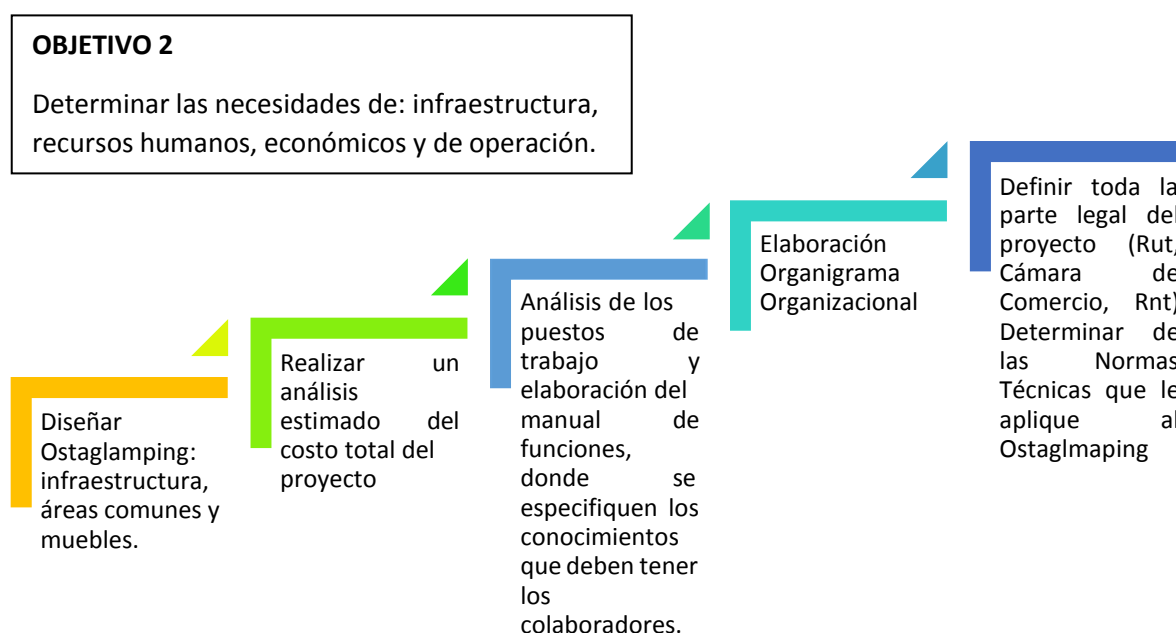 OBJETIVO 2
Determinar las necesidades de: infraestructura,
recursos humanos, económicos y de operación.
Diseñar
Ostaglamping:
infraestructura,
áreas comunes y
muebles.
Realizar un
análisis
estimado del
costo total del
proyecto
Análisis de los
puestos de
trabajo y
elaboración del
manual de
funciones,
donde se
especifiquen los
conocimientos
que deben tener
los
colaboradores.
Elaboración
Organigrama
Organizacional
Definir toda la
parte legal del
proyecto (Rut,
Cámara de
Comercio, Rnt)
Determinar de
las Normas
Técnicas que le
aplique al
Ostaglmaping